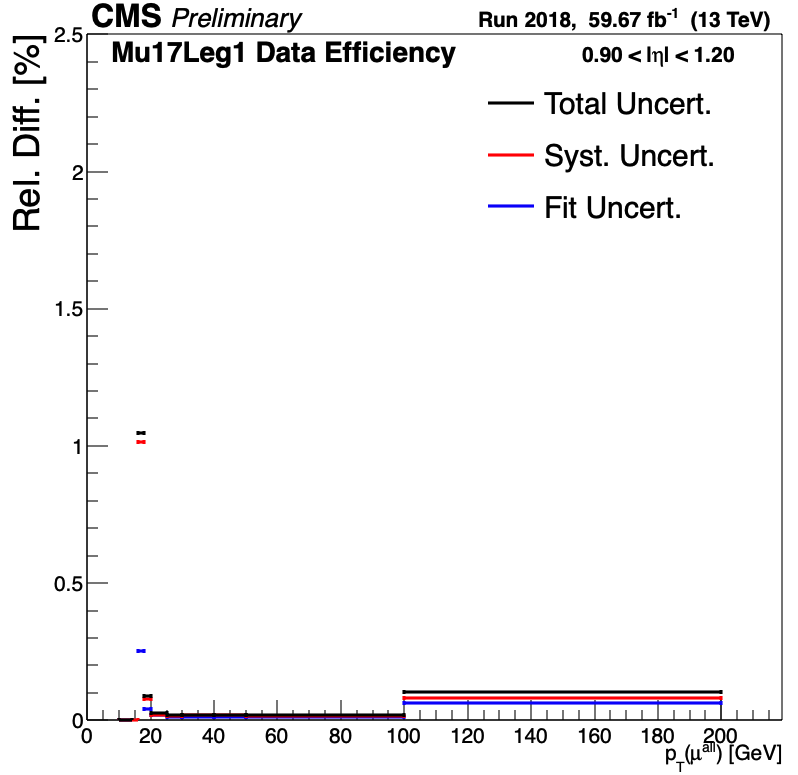 CMS Preliminary
Run 2018, 59.67 fb⁻¹ (13 TeV)
Mu17Leg1 Data Efficiency
0.90 < |η| < 1.20
Total Uncert.
Syst. Uncert.
Fit Uncert.
Rel. Diff. [%]
2.5
2
1.5
1
0.5
0
0 20 40 60 80 100 120 140 160 180 200
p_T(μ^all) [GeV]